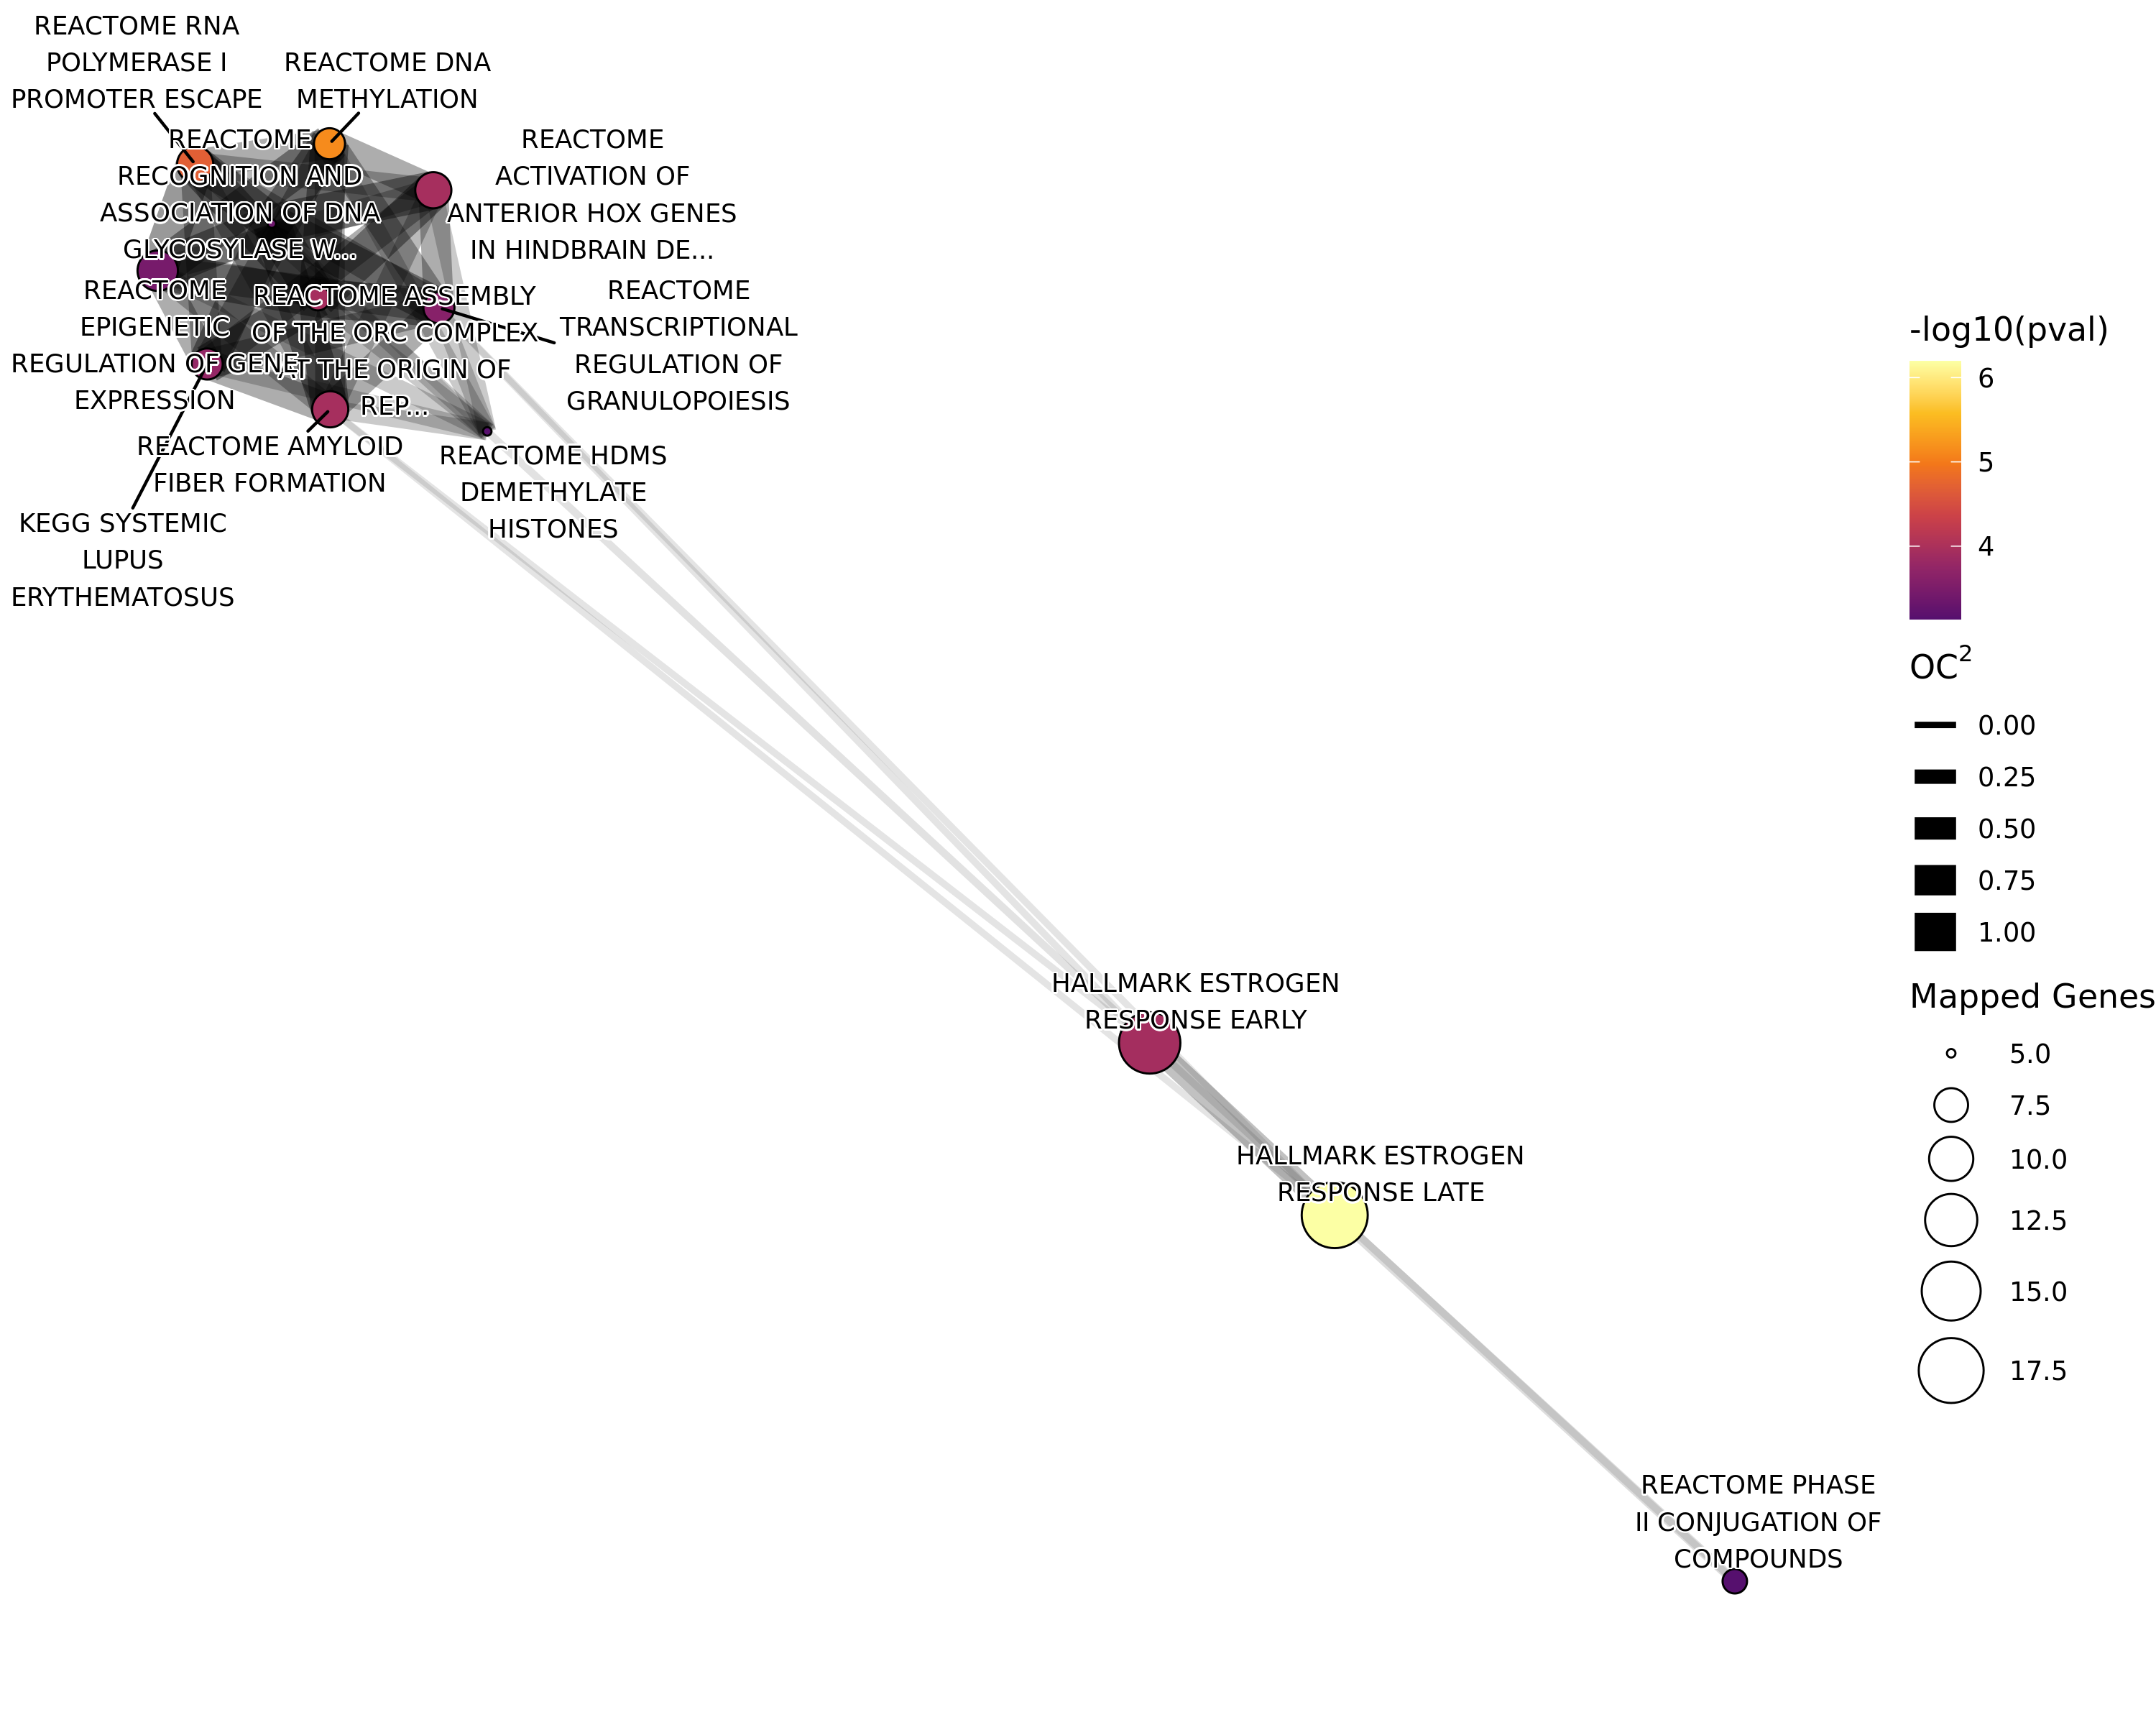 REACTOME RNA
POLYMERASE I
PROMOTER ESCAPE
REACTOME DNA
METHYLATION
REACTOME
RECOGNITION AND
ASSOCIATION OF DNA
GLYCOSYLASE W...
REACTOME
ACTIVATION OF
ANTERIOR HOX GENES
IN HINDBRAIN DE...
REACTOME
EPIGENETIC
REGULATION OF GENE
EXPRESSION
REACTOME ASSEMBLY
OF THE ORC COMPLEX
AT THE ORIGIN OF
REP...
REACTOME
TRANSCRIPTIONAL
REGULATION OF
GRANULOPOIESIS
REACTOME AMYLOID
FIBER FORMATION
REACTOME HDMS
DEMETHYLATE
HISTONES
KEGG SYSTEMIC
LUPUS
ERYTHEMATOSUS
HALLMARK ESTROGEN
RESPONSE EARLY
HALLMARK ESTROGEN
RESPONSE LATE
REACTOME PHASE
II CONJUGATION OF
COMPOUNDS
-log10(pval)
6
5
4
OC²
0.00
0.25
0.50
0.75
1.00
Mapped Genes
5.0
7.5
10.0
12.5
15.0
17.5